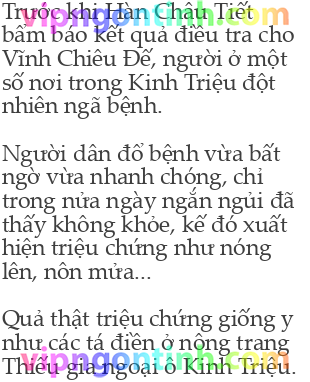 Trước khi Hàn Châu Tiết
bẩm báo kết quả điều tra cho
Vĩnh Chiêu Đế, người ở một
số nơi trong Kinh Triệu đột
nhiên ngã bệnh.
Người dân đổ bệnh vừa bất
ngờ vừa nhanh chóng, chỉ
trong nửa ngày ngắn ngủi đã
thấy không khỏe, kế đó xuất
hiện triệu chứng như nóng
lên, nôn mửa...
Quả thật triệu chứng giống y
như các tá điền ở nông trang
Thiếu gia ngoại ô Kinh Triệu.
vipngontinh.com
vipngontinh.com